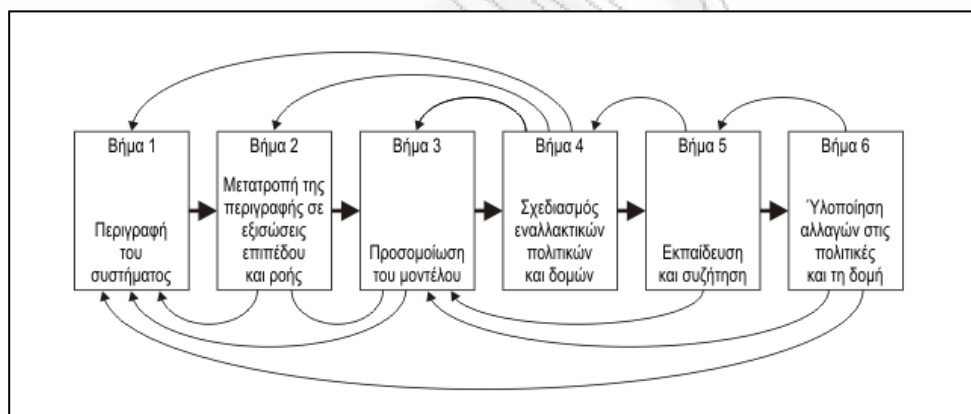 Βήμα 1
Περιγραφή
του
συστήματος
Βήμα 2
Μετατροπή της
περιγραφής σε
εξισώσεις
επιπέδου
και ροής
Βήμα 3
Προσομοίωση
του μοντέλου
Βήμα 4
Σχεδιασμός
εναλλακτικών
πολιτικών
και δομών
Βήμα 5
Εκπαίδευση
και συζήτηση
Βήμα 6
Ύλοποίηση
αλλαγών στις
πολιτικές
και τη δομή